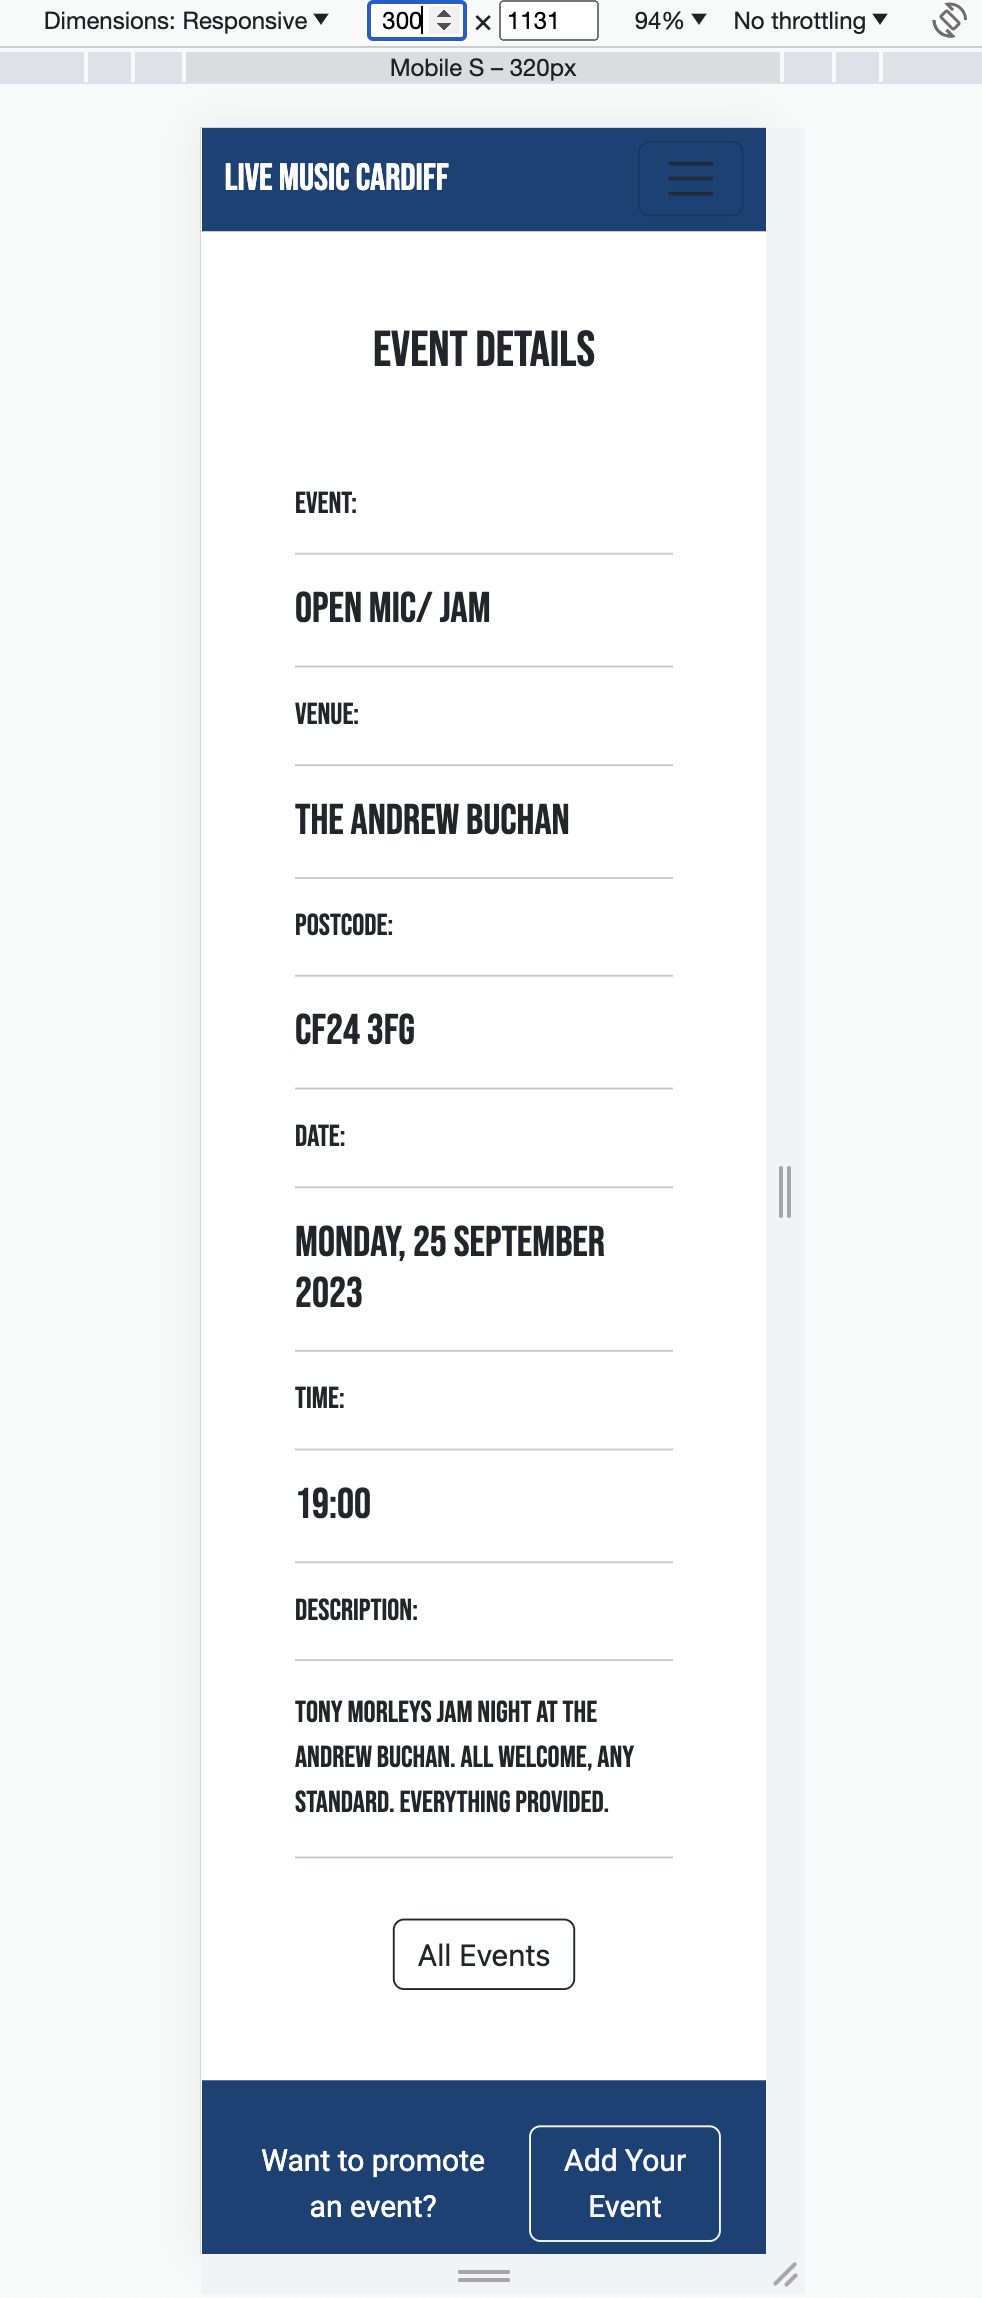 Dimensions: Responsive ▼ 300 × 1131 94% ▼ No throttling ▼
Mobile S – 320px
LIVE MUSIC CARDIFF
EVENT DETAILS
EVENT:
OPEN MIC/ JAM
VENUE:
THE ANDREW BUCHAN
POSTCODE:
CF24 3FG
DATE:
MONDAY, 25 SEPTEMBER
2023
TIME:
19:00
DESCRIPTION:
TONY MORLEYS JAM NIGHT AT THE
ANDREW BUCHAN. ALL WELCOME, ANY
STANDARD. EVERYTHING PROVIDED.
All Events
Want to promote
an event?
Add Your
Event